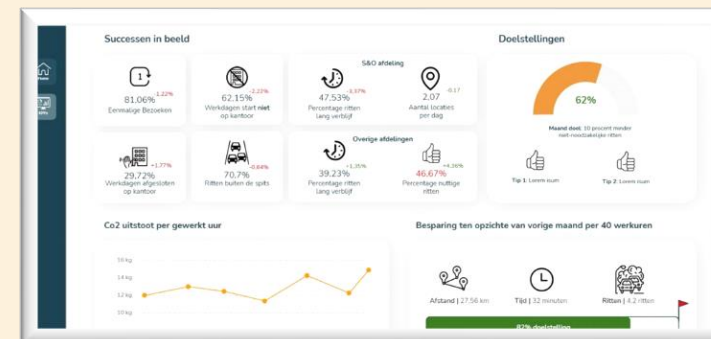 Successen in beeld
Doelstellingen
Home
KPI's
1
-1.22%
81.06%
Eenmalige Bezoeken
-2.22%
62.15%
Werkdagen start niet
op kantoor
S&O afdeling
-3,37%
47.53%
Percentage ritten
lang verblijf
-0.17
2.07
Aantal locaties
per dag
+1.77%
29,72%
Werkdagen afgesloten
op kantoor
-0.64%
70.7%
Ritten buiten de spits
Overige afdelingen
39.23%
Percentage ritten
lang verblijf
+4,36%
46,67%
Percentage nuttige
ritten
62%
Maand doel: 10 procent minder
niet-noodzakelijke ritten
Tip 1: Lorem isum
Tip 2: Lorem isum
Co2 uitstoot per gewerkt uur
16 kg
14 kg
12 kg
10 kg
Besparing ten opzichte van vorige maand per 40 werkuren
Afstand | 27,56 km
Tijd | 32 minuten
Ritten | 4.2 ritten
82% doelstelling